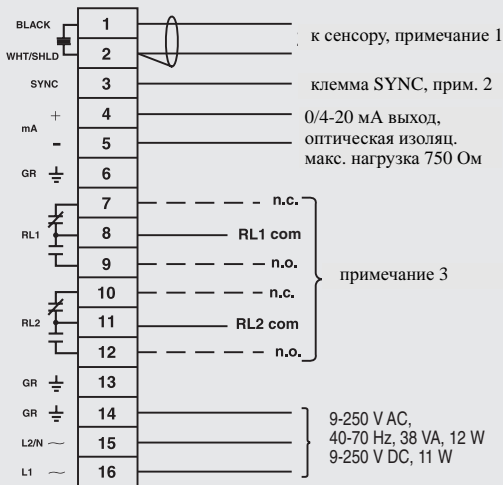 BLACK 1 к сенсору, примечание 1
WHT/SHLD 2
SYNC 3 клемма SYNC, прим. 2
+ 4 0/4-20 мА выход,
mA оптическая изоляц.
- 5 макс. нагрузка 750 Ом
GR 6
7 n.c.
RL1 8 RL1 com
9 n.o.
примечание 3
10 n.c.
RL2 11 RL2 com
12 n.o.
GR 13
GR 14 9-250 V AC,
L2/N ~ 15 40-70 Hz, 38 VA, 12 W
L1 ~ 16 9-250 V DC, 11 W